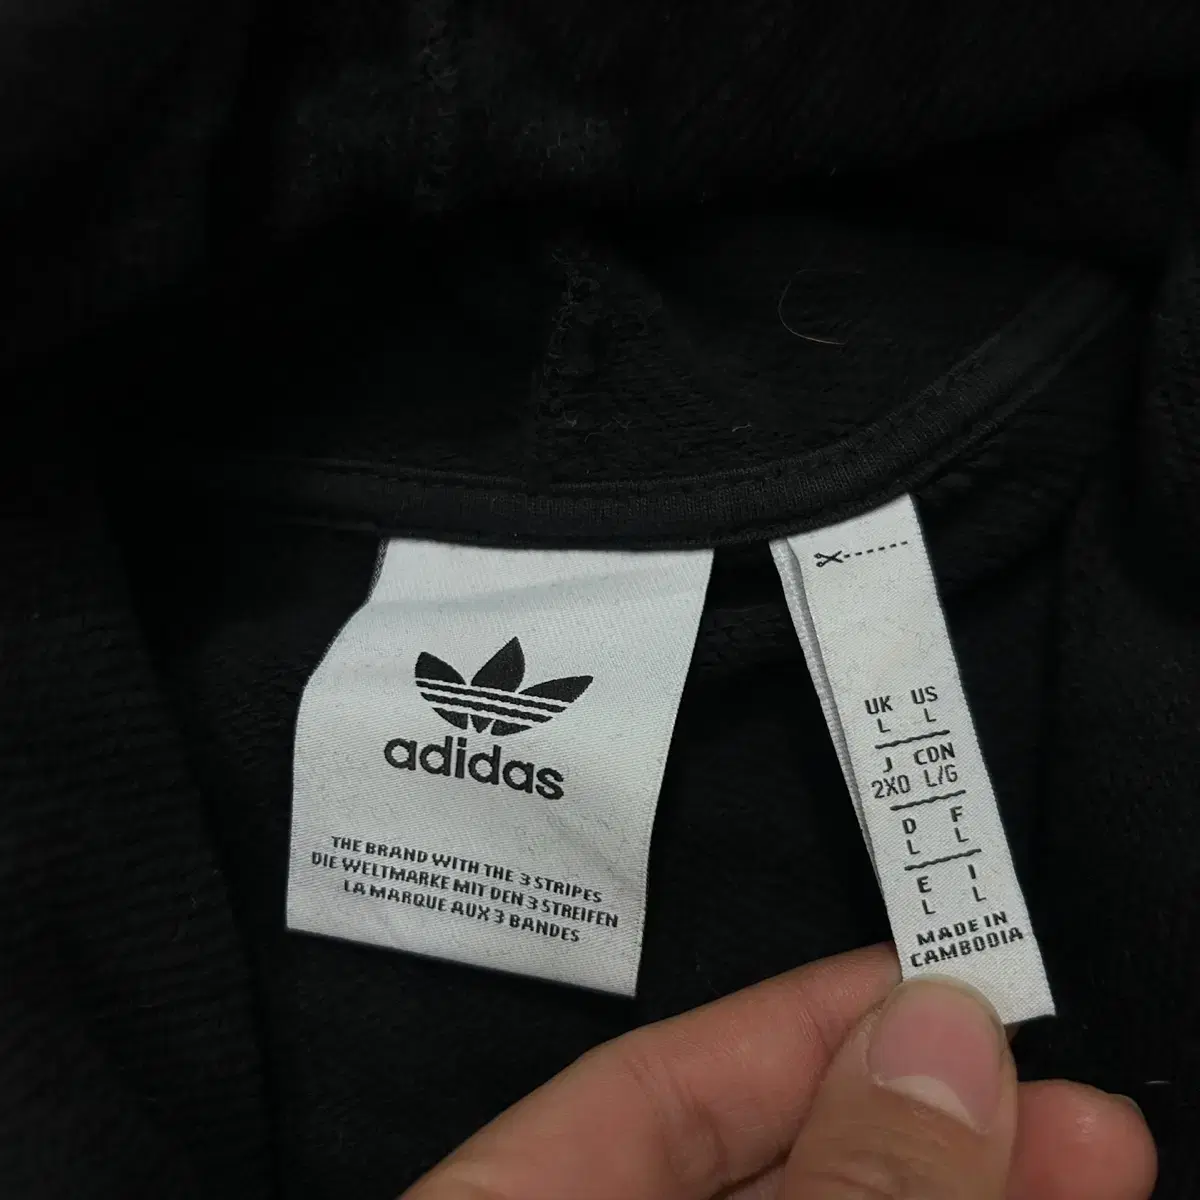 adidas
THE BRAND WITH THE 3 STRIPES
DIE WELTMARKE MIT DEN 3 STREIFEN
LA MARQUE AUX 3 BANDES
UK US
L L
J CDN
2XO L/G
D F
L L
E I
L L
MADE IN
CAMBODIA